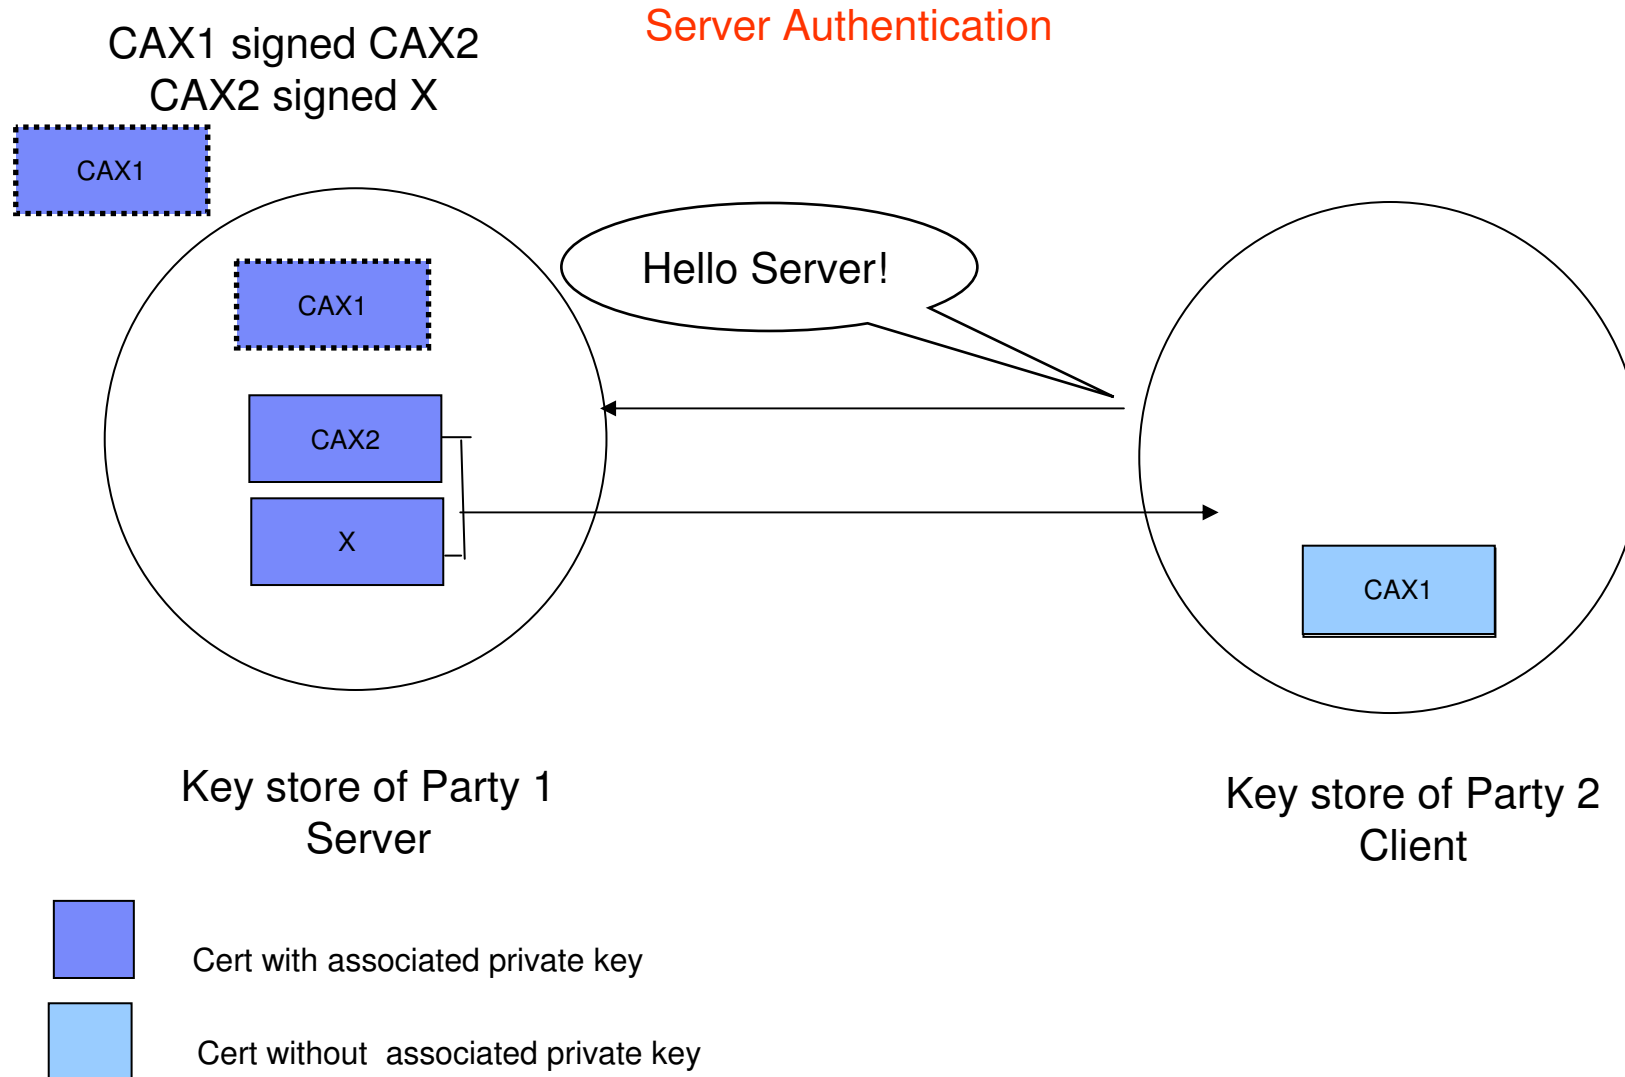 Server Authentication
CAX1 signed CAX2
CAX2 signed X
CAX1
CAX1
Hello Server!
CAX2
X
CAX1
Key store of Party 1
Server
Key store of Party 2
Client
Cert with associated private key
Cert without associated private key